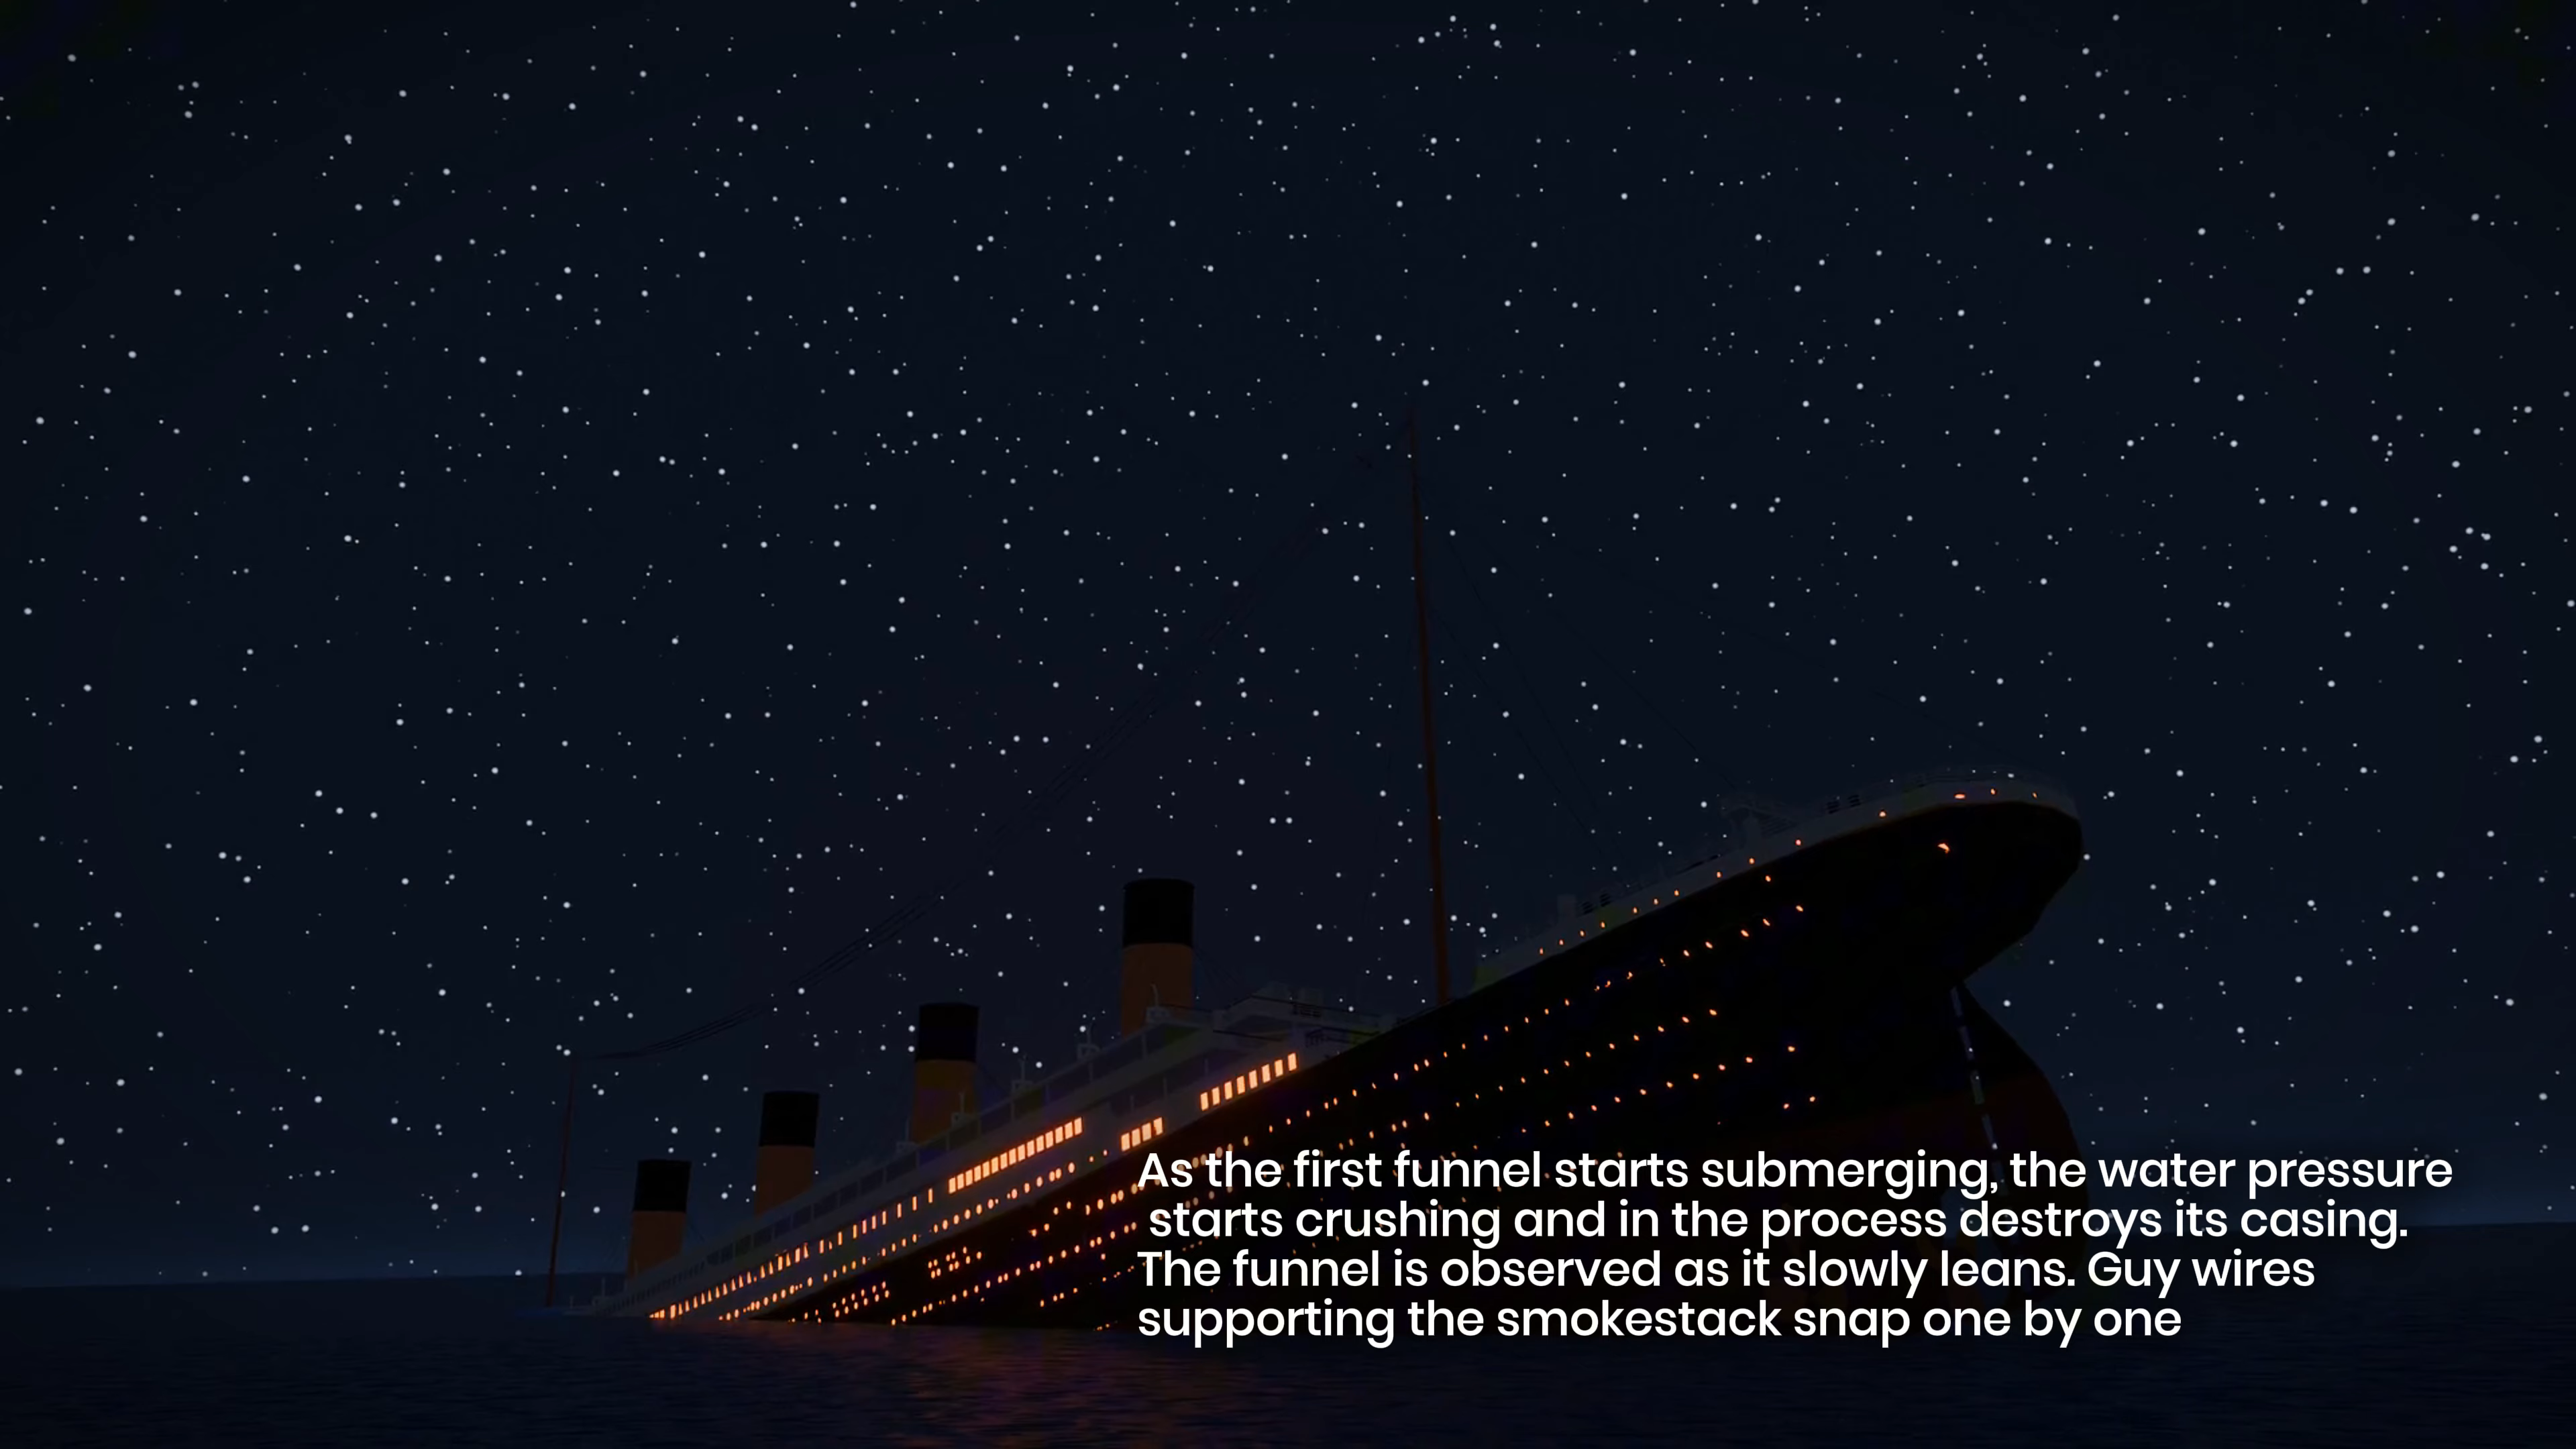 As the first funnel starts submerging, the water pressure
starts crushing and in the process destroys its casing.
The funnel is observed as it slowly leans. Guy wires
supporting the smokestack snap one by one